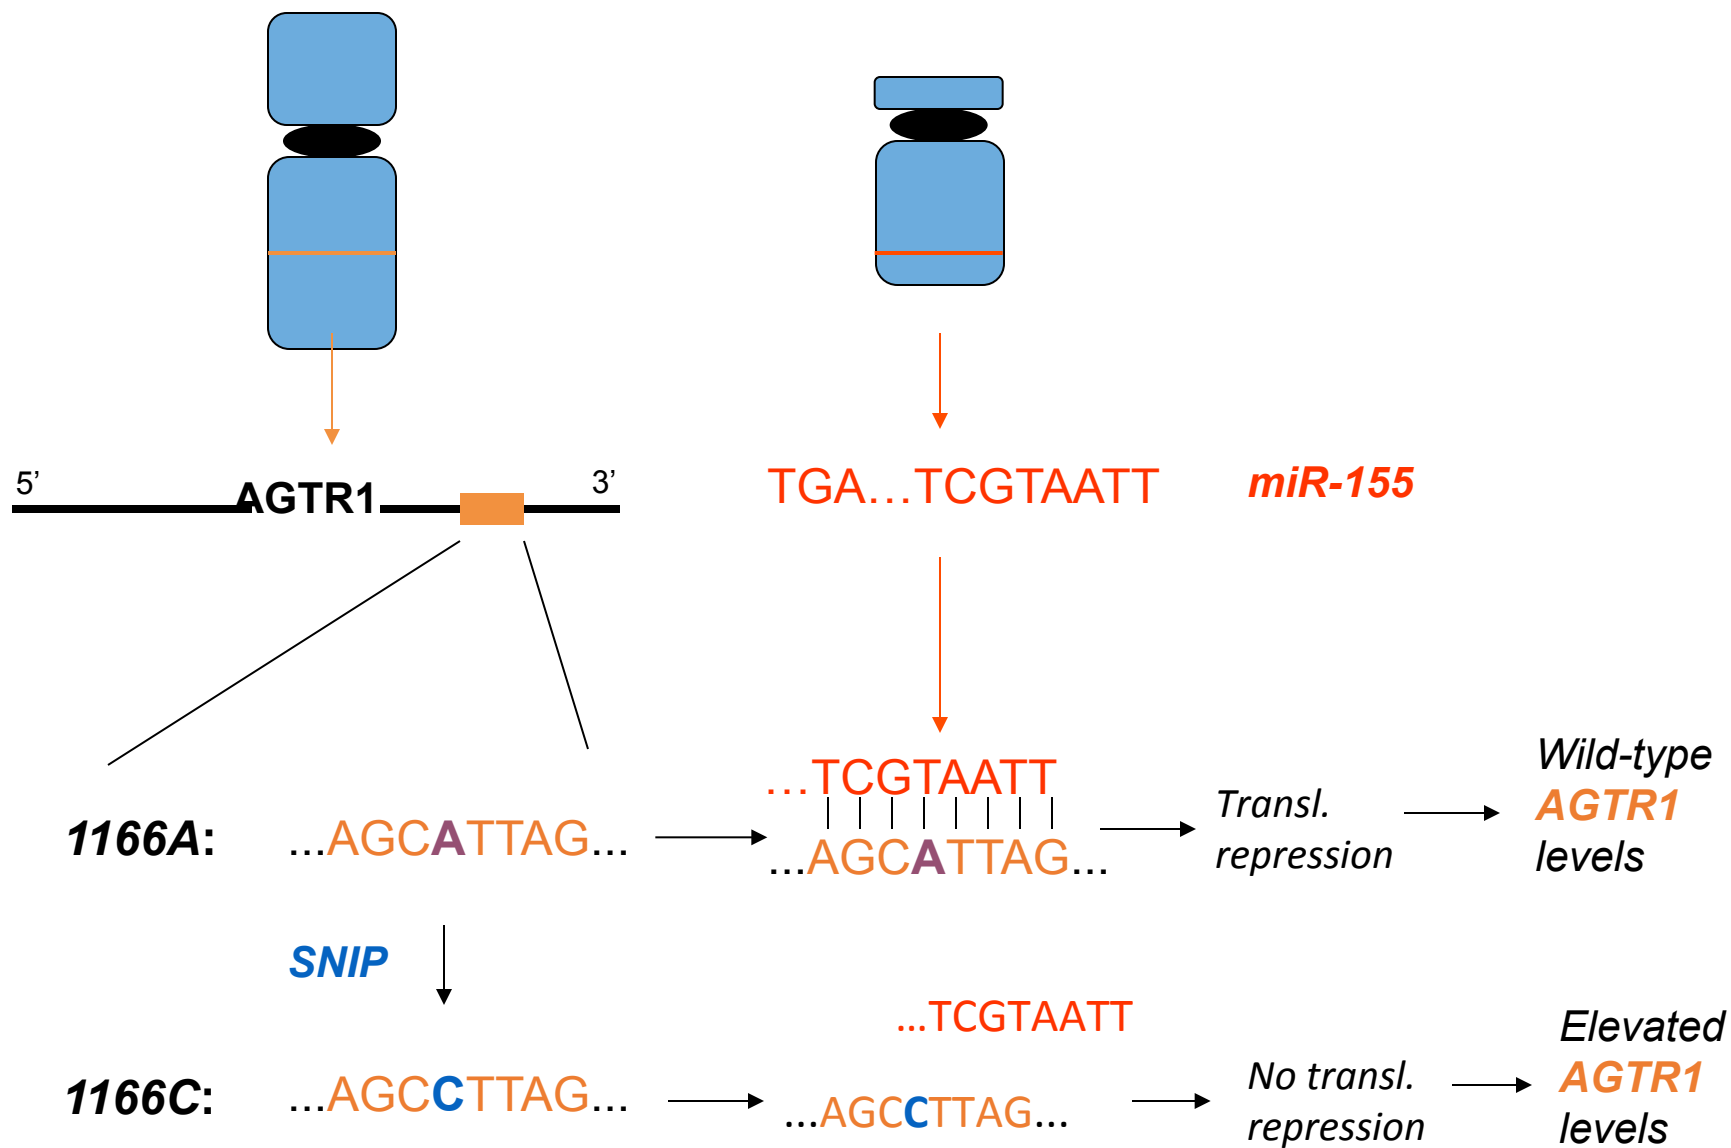 5’
AGTR1
3’
TGA…TCGTAATT
miR-155
…TCGTAATT
1166A:
...AGCATTAG...
...AGCATTAG...
Transl.
repression
Wild-type
AGTR1
levels
SNIP
...TCGTAATT
1166C:
...AGCCTTAG...
...AGCCTTAG...
No transl.
repression
Elevated
AGTR1
levels